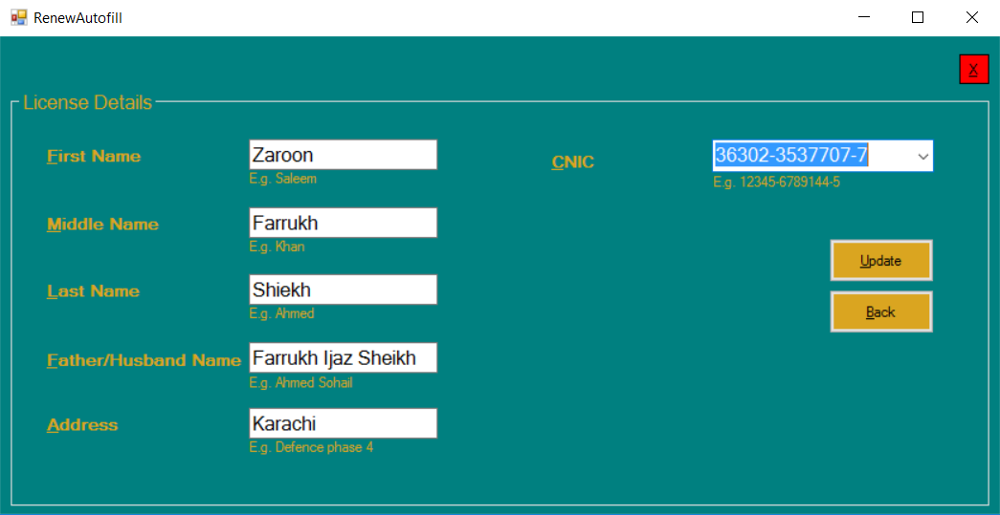 RenewAutofill
X
License Details
First Name
Zaroon
E.g. Saleem
CNIC
36302-3537707-7
E.g. 12345-6789144-5
Middle Name
Farrukh
E.g. Khan
Update
Last Name
Shiekh
E.g. Ahmed
Back
Father/Husband Name
Farrukh Ijaz Sheikh
E.g. Ahmed Sohail
Address
Karachi
E.g. Defence phase 4